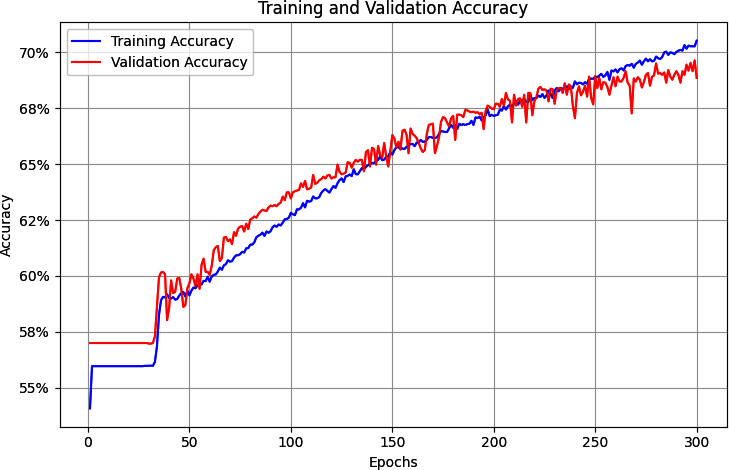 Training and Validation Accuracy
Training Accuracy
Validation Accuracy
70%
68%
65%
62%
60%
58%
55%
Accuracy
0 50 100 150 200 250 300
Epochs